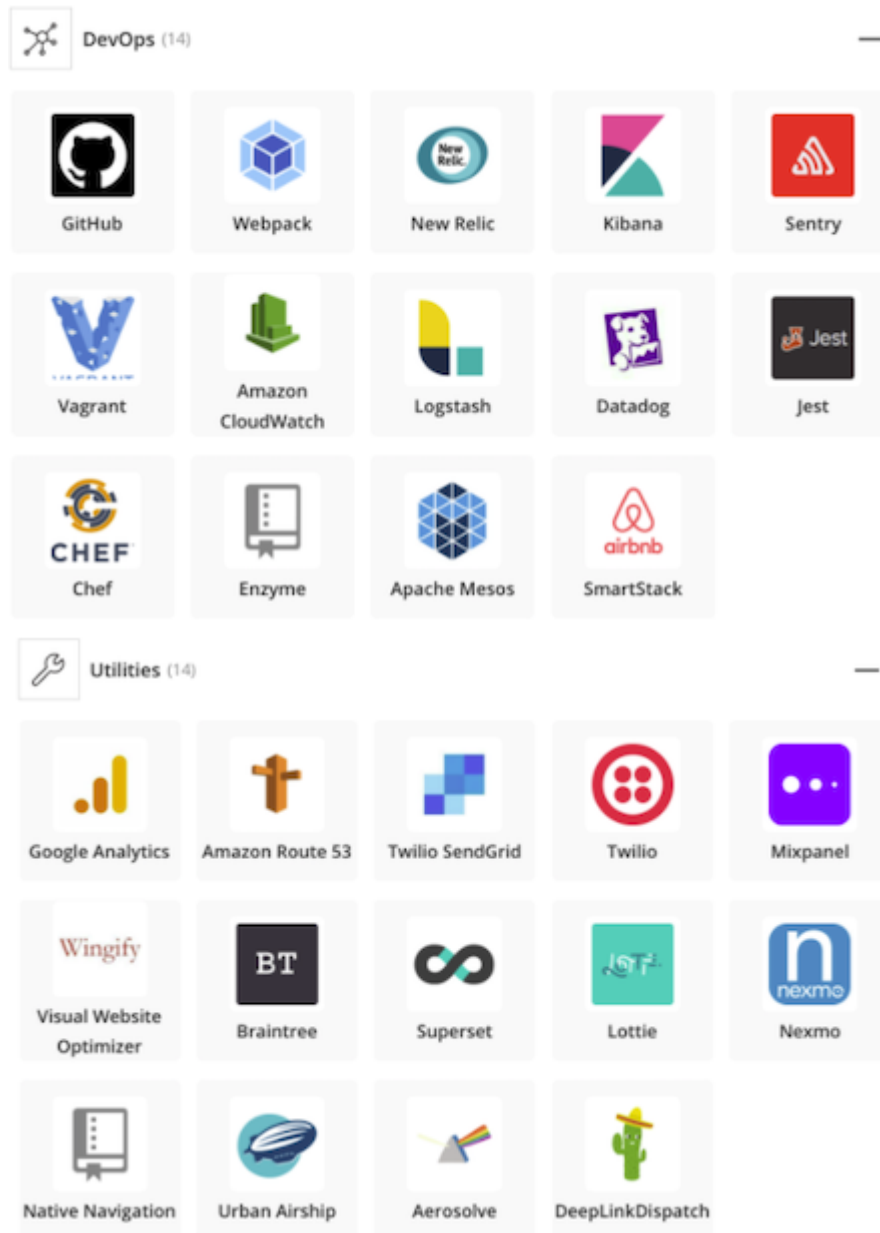 DevOps (14)
New Relic.
GitHub
Webpack
New Relic
Kibana
Sentry
VAGRANT
Jest
Vagrant
Amazon CloudWatch
Logstash
Datadog
Jest
CHEF
airbnb
Chef
Enzyme
Apache Mesos
SmartStack
Utilities (14)
Google Analytics
Amazon Route 53
Twilio SendGrid
Twilio
Mixpanel
Wingify
BT
n
nexmo
Visual Website Optimizer
Braintree
Superset
Lottie
Nexmo
Native Navigation
Urban Airship
Aerosolve
DeepLinkDispatch